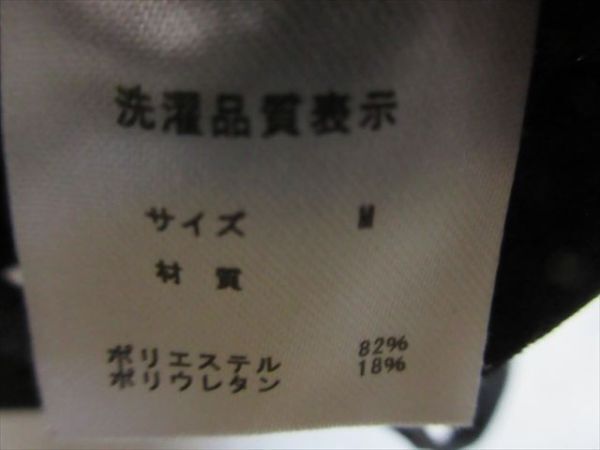 洗濯品質表示
サイズ M
材質
ポリエステル 82%
ポリウレタン 18%